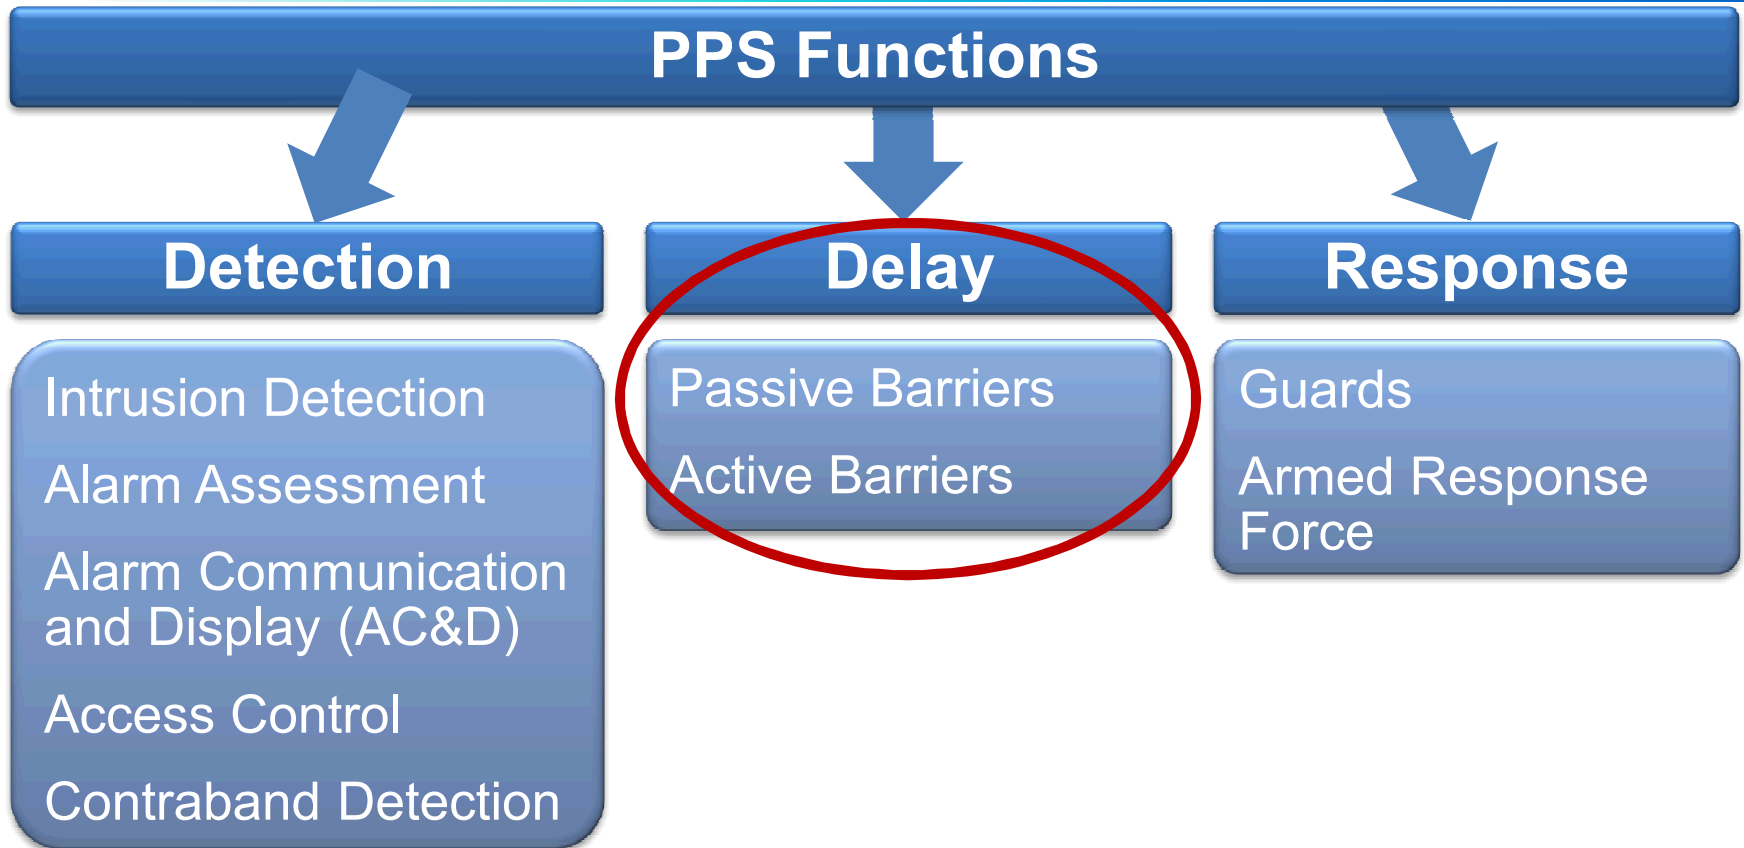 PPS Functions
Detection
Intrusion Detection
Alarm Assessment
Alarm Communication
and Display (AC&D)
Access Control
Contraband Detection
Delay
Passive Barriers
Active Barriers
Response
Guards
Armed Response
Force